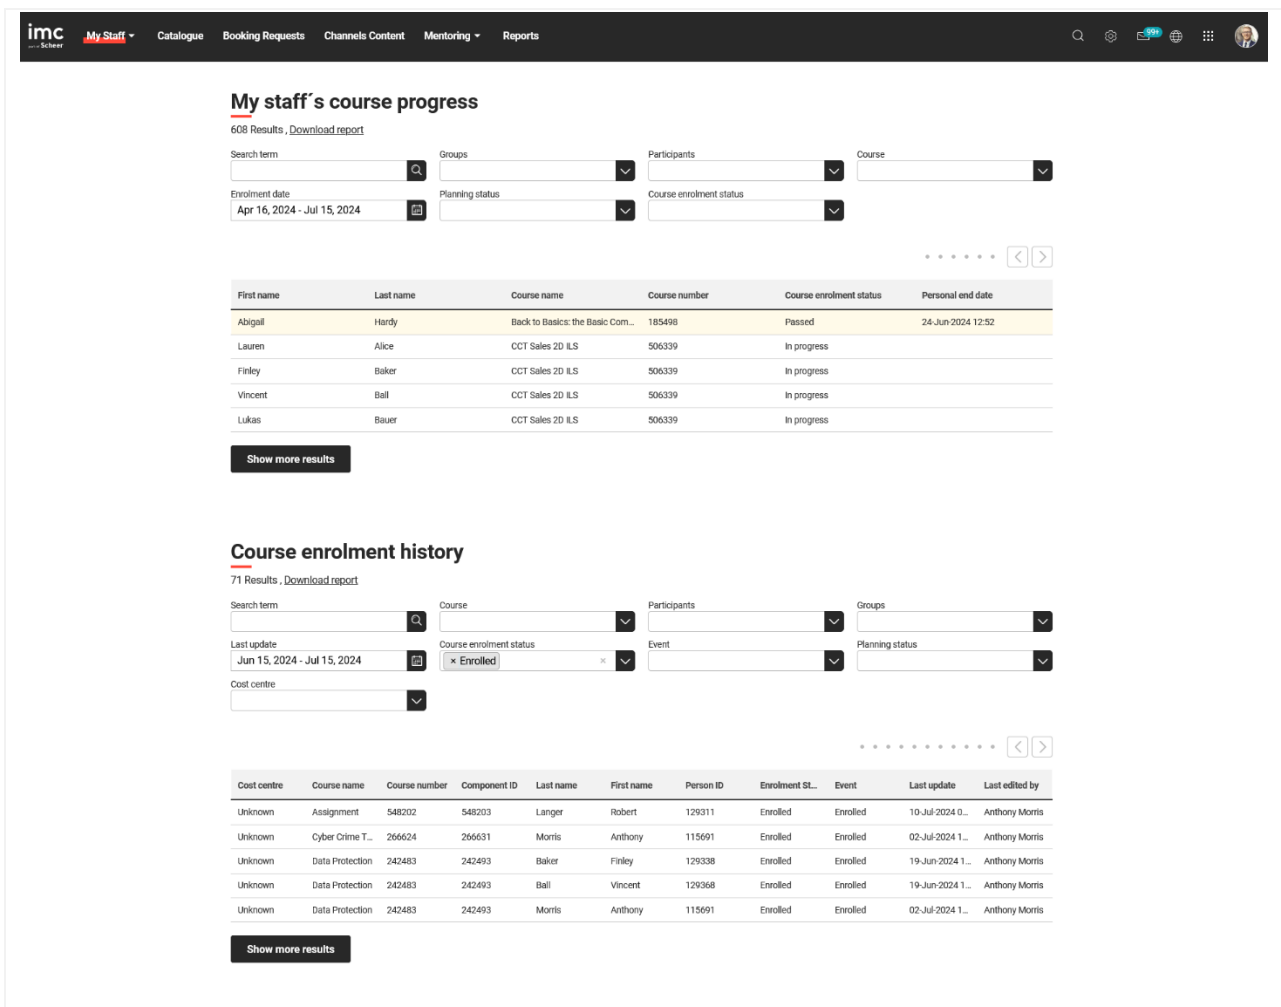 imc
My Staff Catalogue Booking Requests Channels Content Mentoring Reports 99+
Scheer
My staff´s course progress
608 Results , Download report
Search term Groups Participants Course
Enrolment date Planning status Course enrolment status
Apr 16, 2024 - Jul 15, 2024
First name Last name Course name Course number Course enrolment status Personal end date
Abigail Hardy Back to Basics: the Basic Com... 185498 Passed 24-Jun-2024 12:52
Lauren Alice CCT Sales 2D ILS 506339 In progress
Finley Baker CCT Sales 2D ILS 506339 In progress
Vincent Ball CCT Sales 2D ILS 506339 In progress
Lukas Bauer CCT Sales 2D ILS 506339 In progress
Show more results
Course enrolment history
71 Results , Download report
Search term Course Participants Groups
Last update Course enrolment status Event Planning status
Jun 15, 2024 - Jul 15, 2024 × Enrolled ×
Cost centre
Cost centre Course name Course number Component ID Last name First name Person ID Enrolment St... Event Last update Last edited by
Unknown Assignment 548202 548203 Langer Robert 129311 Enrolled Enrolled 10-Jul-2024 0... Anthony Morris
Unknown Cyber Crime T... 266624 266631 Morris Anthony 115691 Enrolled Enrolled 02-Jul-2024 1... Anthony Morris
Unknown Data Protection 242483 242493 Baker Finley 129338 Enrolled Enrolled 19-Jun-2024 1... Anthony Morris
Unknown Data Protection 242483 242493 Ball Vincent 129368 Enrolled Enrolled 19-Jun-2024 1... Anthony Morris
Unknown Data Protection 242483 242493 Morris Anthony 115691 Enrolled Enrolled 02-Jul-2024 1... Anthony Morris
Show more results